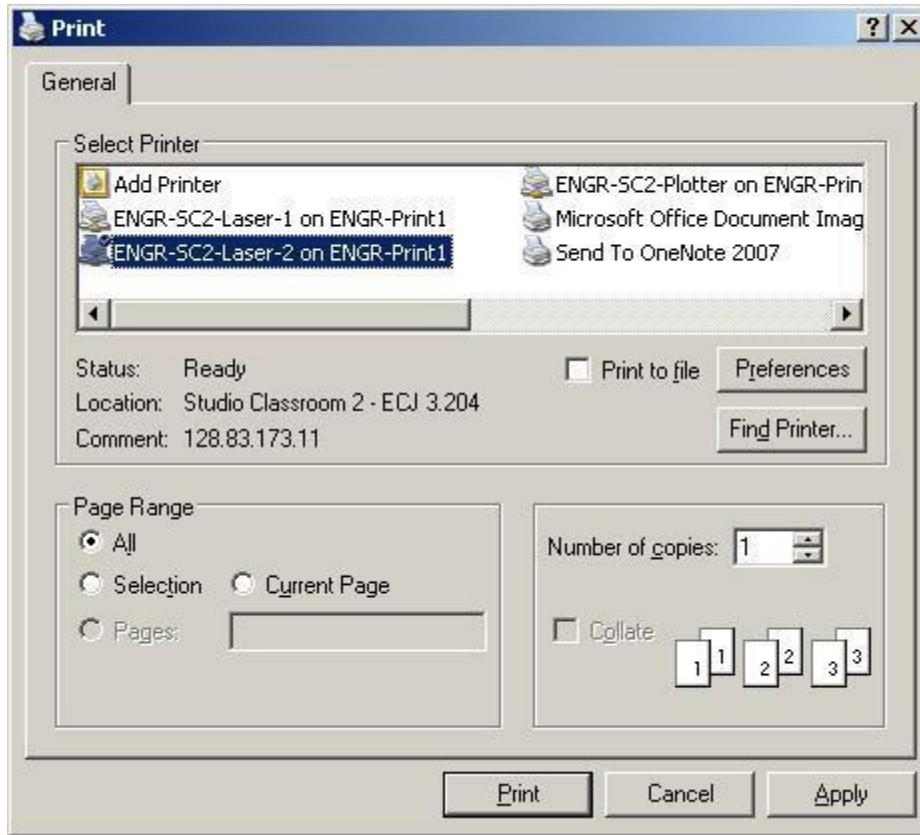 Print
General
Select Printer
Add Printer
ENGR-SC2-Laser-1 on ENGR-Print1
ENGR-SC2-Laser-2 on ENGR-Print1
ENGR-SC2-Plotter on ENGR-Prin
Microsoft Office Document Imag
Send To OneNote 2007
Status: Ready
Location: Studio Classroom 2 - ECJ 3.204
Comment: 128.83.173.11
Print to file
Preferences
Find Printer...
Page Range
All
Selection Current Page
Pages:
Number of copies: 1
Collate
1 1 2 2 3 3
Print Cancel Apply